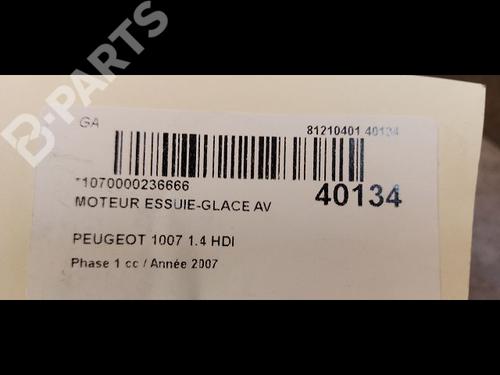 B-PARTS
GA
81210401 40134
*1070000236666
40134
MOTEUR ESSUIE-GLACE AV
PEUGEOT 1007 1.4 HDI
Phase 1 cc / Année 2007